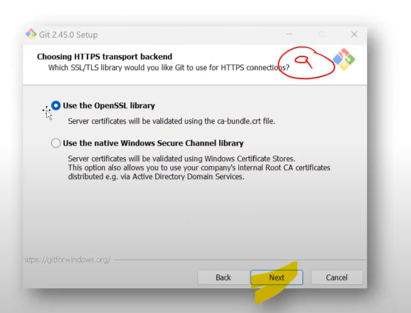 Git 2.45.0 Setup
Choosing HTTPS transport backend
Which SSL/TLS library would you like Git to use for HTTPS connections?
9
Use the OpenSSL library
Server certificates will be validated using the ca-bundle.crt file.
Use the native Windows Secure Channel library
Server certificates will be validated using Windows Certificate Stores.
This option also allows you to use your company's internal Root CA certificates
distributed e.g. via Active Directory Domain Services.
https://gitforwindows.org/
Back Next Cancel